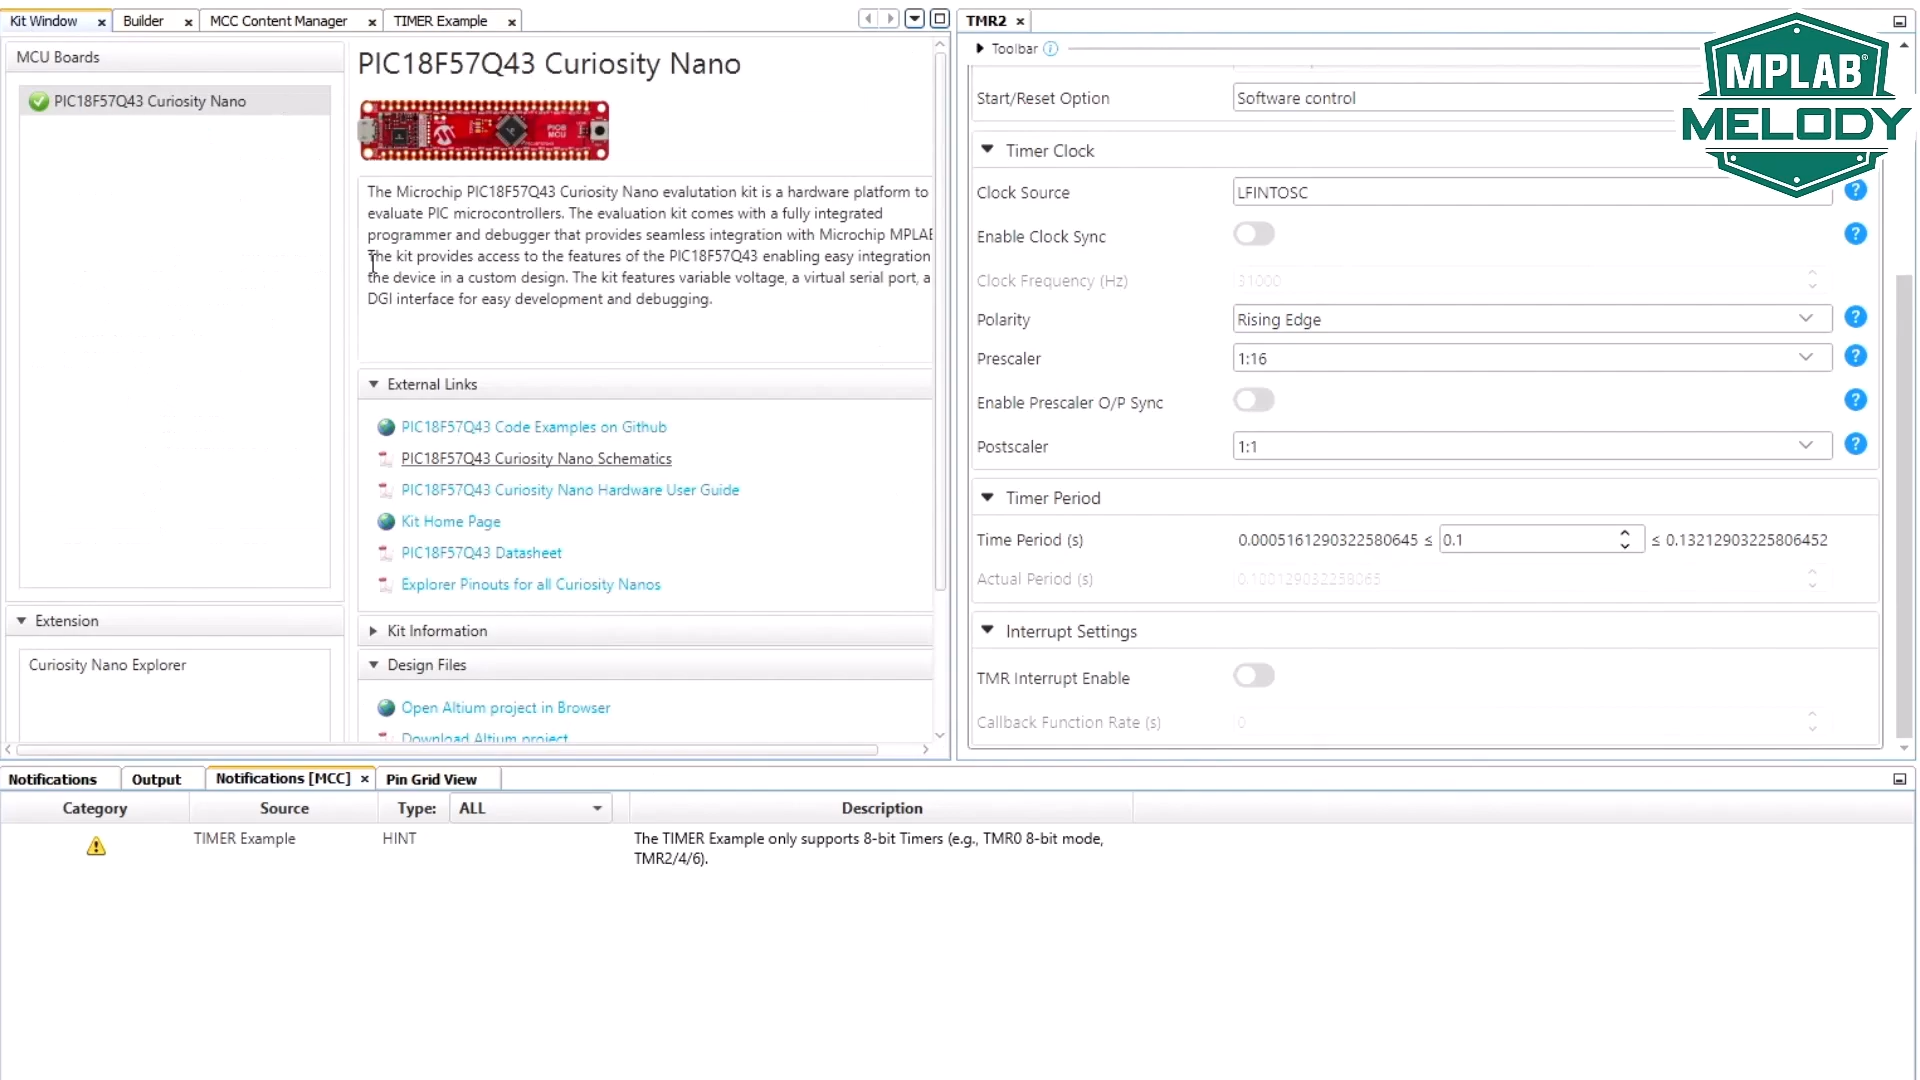 Kit Window
Builder
MCC Content Manager
TIMER Example
MCU Boards
PIC18F57Q43 Curiosity Nano
PIC18F57Q43 Curiosity Nano
The Microchip PIC18F57Q43 Curiosity Nano evalutation kit is a hardware platform to
evaluate PIC microcontrollers. The evaluation kit comes with a fully integrated
programmer and debugger that provides seamless integration with Microchip MPLAB
The kit provides access to the features of the PIC18F57Q43 enabling easy integration
the device in a custom design. The kit features variable voltage, a virtual serial port, a
DGI interface for easy development and debugging.
External Links
PIC18F57Q43 Code Examples on Github
PIC18F57Q43 Curiosity Nano Schematics
PIC18F57Q43 Curiosity Nano Hardware User Guide
Kit Home Page
PIC18F57Q43 Datasheet
Explorer Pinouts for all Curiosity Nanos
Kit Information
Design Files
Open Altium project in Browser
Download Altium project
Extension
Curiosity Nano Explorer
TMR2
Toolbar
Start/Reset Option
Software control
Timer Clock
Clock Source
LFINTOSC
Enable Clock Sync
Clock Frequency (Hz)
31000
Polarity
Rising Edge
Prescaler
1:16
Enable Prescaler O/P Sync
Postscaler
1:1
Timer Period
Time Period (s)
0.0005161290322580645 ≤
0.1
≤ 0.13212903225806452
Actual Period (s)
0.100129032258065
Interrupt Settings
TMR Interrupt Enable
Callback Function Rate (s)
0
MPLAB®
MELODY
Notifications
Output
Notifications [MCC]
Pin Grid View
Category
Source
Type:
ALL
Description
TIMER Example
HINT
The TIMER Example only supports 8-bit Timers (e.g., TMR0 8-bit mode,
TMR2/4/6).